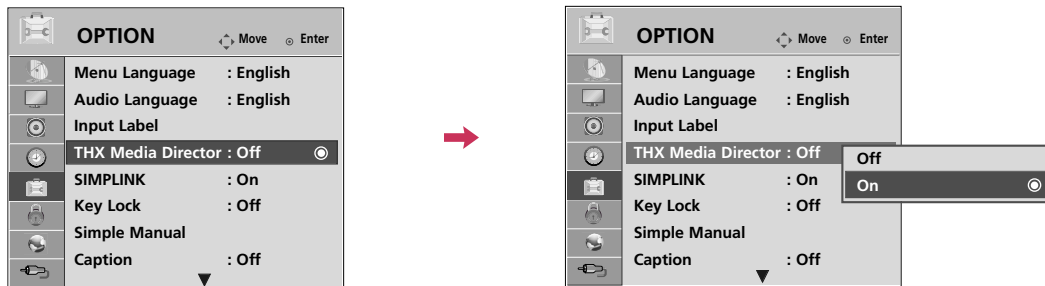 OPTION Move Enter
Menu Language : English
Audio Language : English
Input Label
THX Media Director : Off
SIMPLINK : On
Key Lock : Off
Simple Manual
Caption : Off
OPTION Move Enter
Menu Language : English
Audio Language : English
Input Label
THX Media Director : Off
SIMPLINK : On
Key Lock : Off
Simple Manual
Caption : Off
Off
On